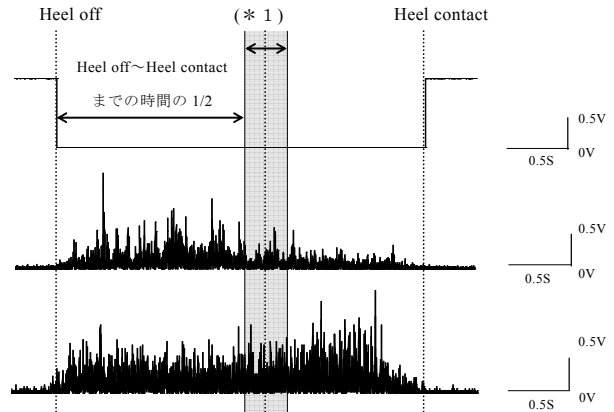 Heel off
(＊１)
Heel contact
Heel off～Heel contact
までの時間の 1/2
0.5V
0V
0.5S
0.5V
0V
0.5S
0.5V
0V
0.5S